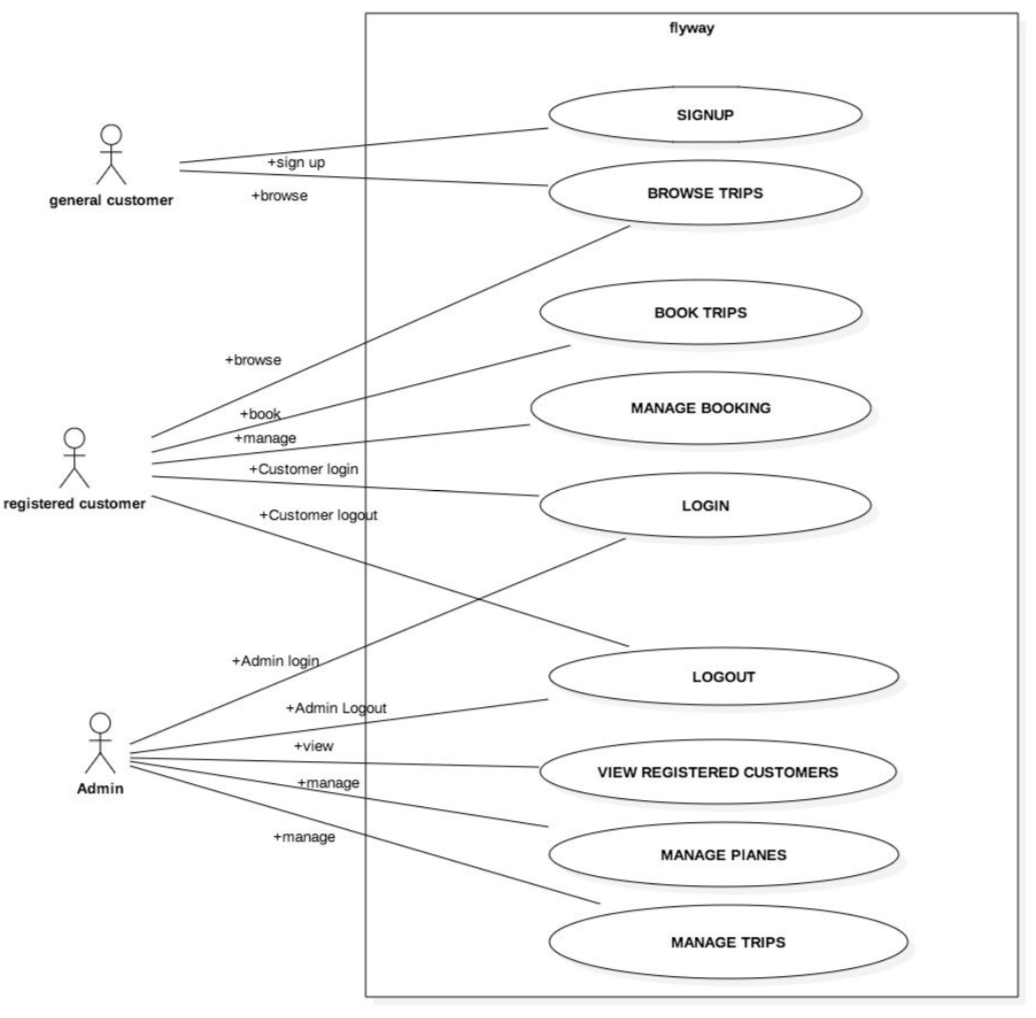 flyway
SIGNUP
+sign up
general customer
+browse
BROWSE TRIPS
BOOK TRIPS
+browse
+book
MANAGE BOOKING
+manage
+Customer login
registered customer
LOGIN
+Customer logout
+Admin login
LOGOUT
+Admin Logout
+view
VIEW REGISTERED CUSTOMERS
+manage
Admin
+manage
MANAGE PlANES
MANAGE TRIPS